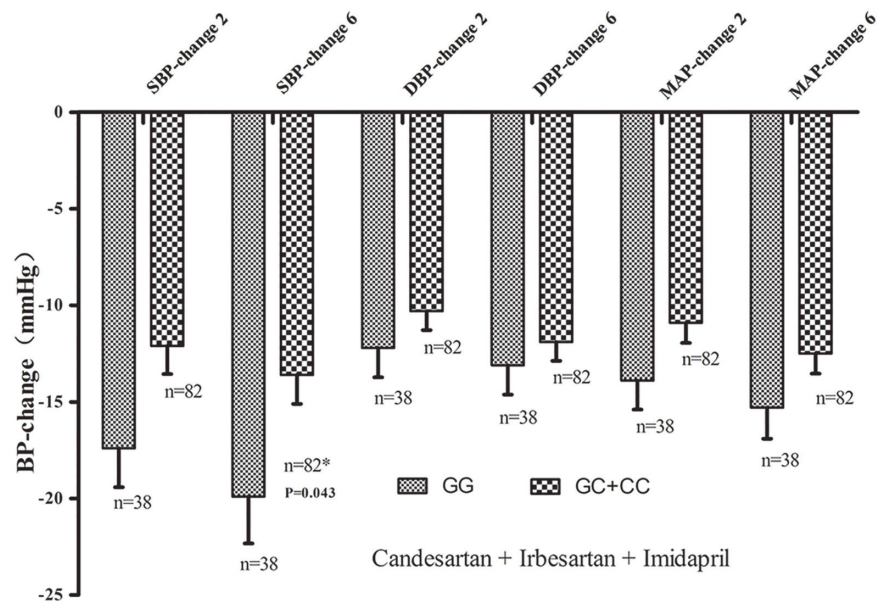 SBP-change 2
SBP-change 6
DBP-change 2
DBP-change 6
MAP-change 2
MAP-change 6
BP-change（mmHg）
0
-5
-10
-15
-20
-25
n=38
n=82
n=38
n=82*
P=0.043
n=38
n=82
n=38
n=82
n=38
n=82
n=38
n=82
GG
GC+CC
Candesartan + Irbesartan + Imidapril